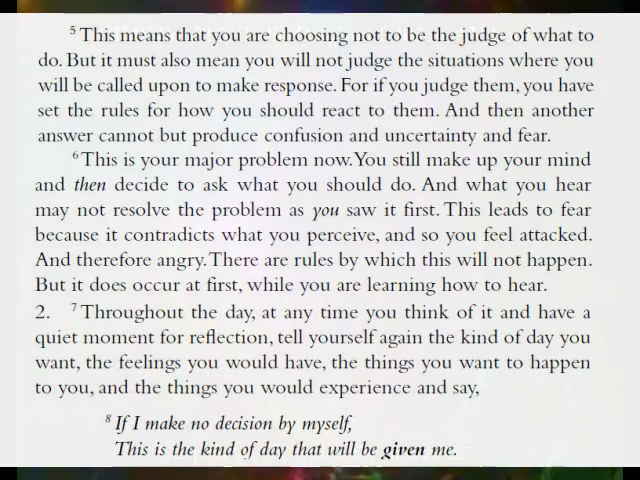 ⁵ This means that you are choosing not to be the judge of what to
do. But it must also mean you will not judge the situations where you
will be called upon to make response. For if you judge them, you have
set the rules for how you should react to them. And then another
answer cannot but produce confusion and uncertainty and fear.
⁶ This is your major problem now. You still make up your mind
and then decide to ask what you should do. And what you hear
may not resolve the problem as you saw it first. This leads to fear
because it contradicts what you perceive, and so you feel attacked.
And therefore angry. There are rules by which this will not happen.
But it does occur at first, while you are learning how to hear.
2. ⁷ Throughout the day, at any time you think of it and have a
quiet moment for reflection, tell yourself again the kind of day you
want, the feelings you would have, the things you want to happen
to you, and the things you would experience and say,
⁸ If I make no decision by myself,
This is the kind of day that will be given me.